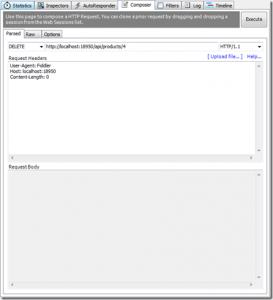 Statistics Inspectors AutoResponder Composer Filters Log Timeline
Use this page to compose a HTTP Request. You can clone a prior request by dragging and dropping a session from the Web Sessions list.
Execute
Parsed Raw Options
DELETE http://localhost:18950/api/products/4 HTTP/1.1
Request Headers [ Upload file... ] Help...
User-Agent: Fiddler
Host: localhost:18950
Content-Length: 0
Request Body